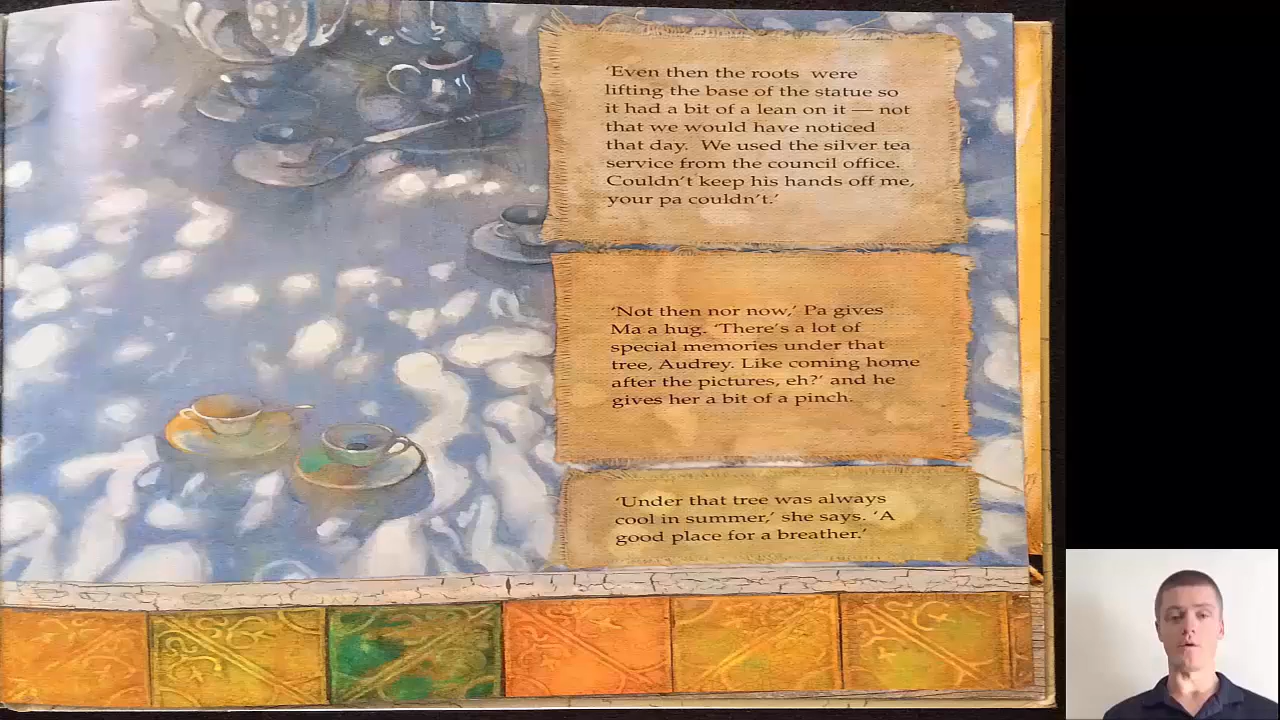 ‘Even then the roots were
lifting the base of the statue so
it had a bit of a lean on it — not
that we would have noticed
that day. We used the silver tea
service from the council office.
Couldn’t keep his hands off me,
your pa couldn’t.’
‘Not then nor now,’ Pa gives
Ma a hug. ‘There’s a lot of
special memories under that
tree, Audrey. Like coming home
after the pictures, eh?’ and he
gives her a bit of a pinch.
‘Under that tree was always
cool in summer,’ she says. ‘A
good place for a breather.’